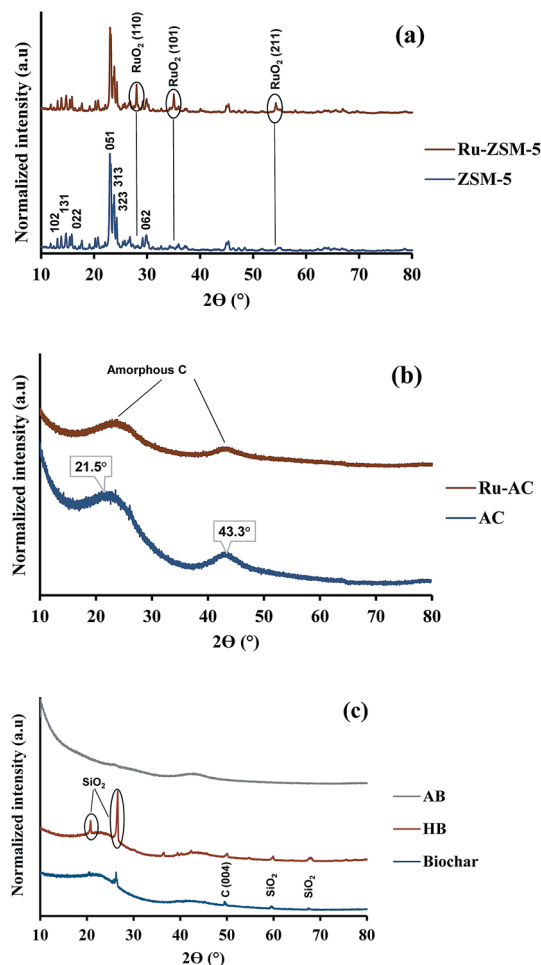 (a)
Normalized intensity (a.u)
RuO2 (110)
RuO2 (101)
RuO2 (211)
051
102
131
022
313
323
062
Ru-ZSM-5
ZSM-5
10 20 30 40 50 60 70 80
2Ɵ (°)
(b)
Normalized intensity (a.u)
Amorphous C
21.5°
43.3°
Ru-AC
AC
10 20 30 40 50 60 70 80
2Ɵ (°)
(c)
Normalized intensity (a.u)
SiO2
C (004)
SiO2
SiO2
AB
HB
Biochar
10 20 30 40 50 60 70 80
2Ɵ (°)